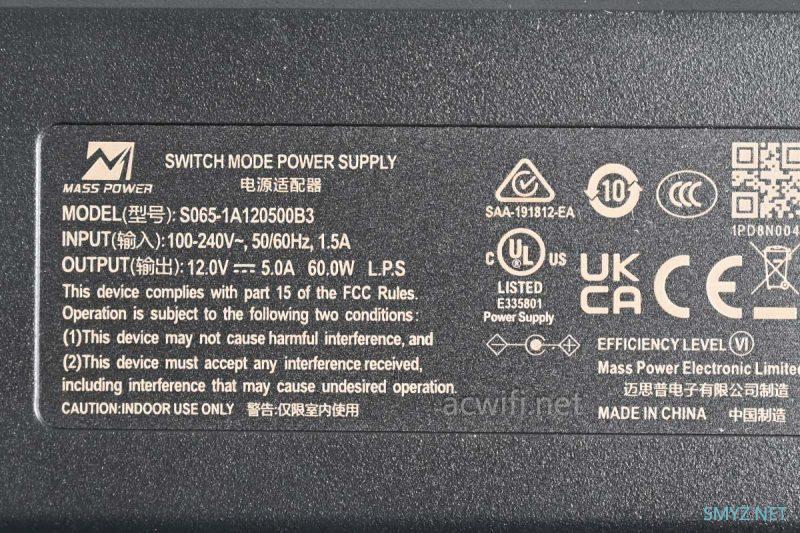 MASS POWER
SWITCH MODE POWER SUPPLY
电源适配器
MODEL(型号): S065-1A120500B3
INPUT(输入): 100-240V~, 50/60Hz, 1.5A
OUTPUT(输出): 12.0V⎓5.0A 60.0W L.P.S
This device complies with part 15 of the FCC Rules.
Operation is subject to the following two conditions:
(1)This device may not cause harmful interference, and
(2)This device must accept any interference received,
including interference that may cause undesired operation.
CAUTION:INDOOR USE ONLY 警告:仅限室内使用
SAA-191812-EA
10
CCC
1PD8N004
C UL US
LISTED
E335801
Power Supply
UK
CA
CE
EFFICIENCY LEVEL VI
Mass Power Electronic Limited
迈思普电子有限公司制造
MADE IN CHINA 中国制造
acwifi.net
SMYZ.NET